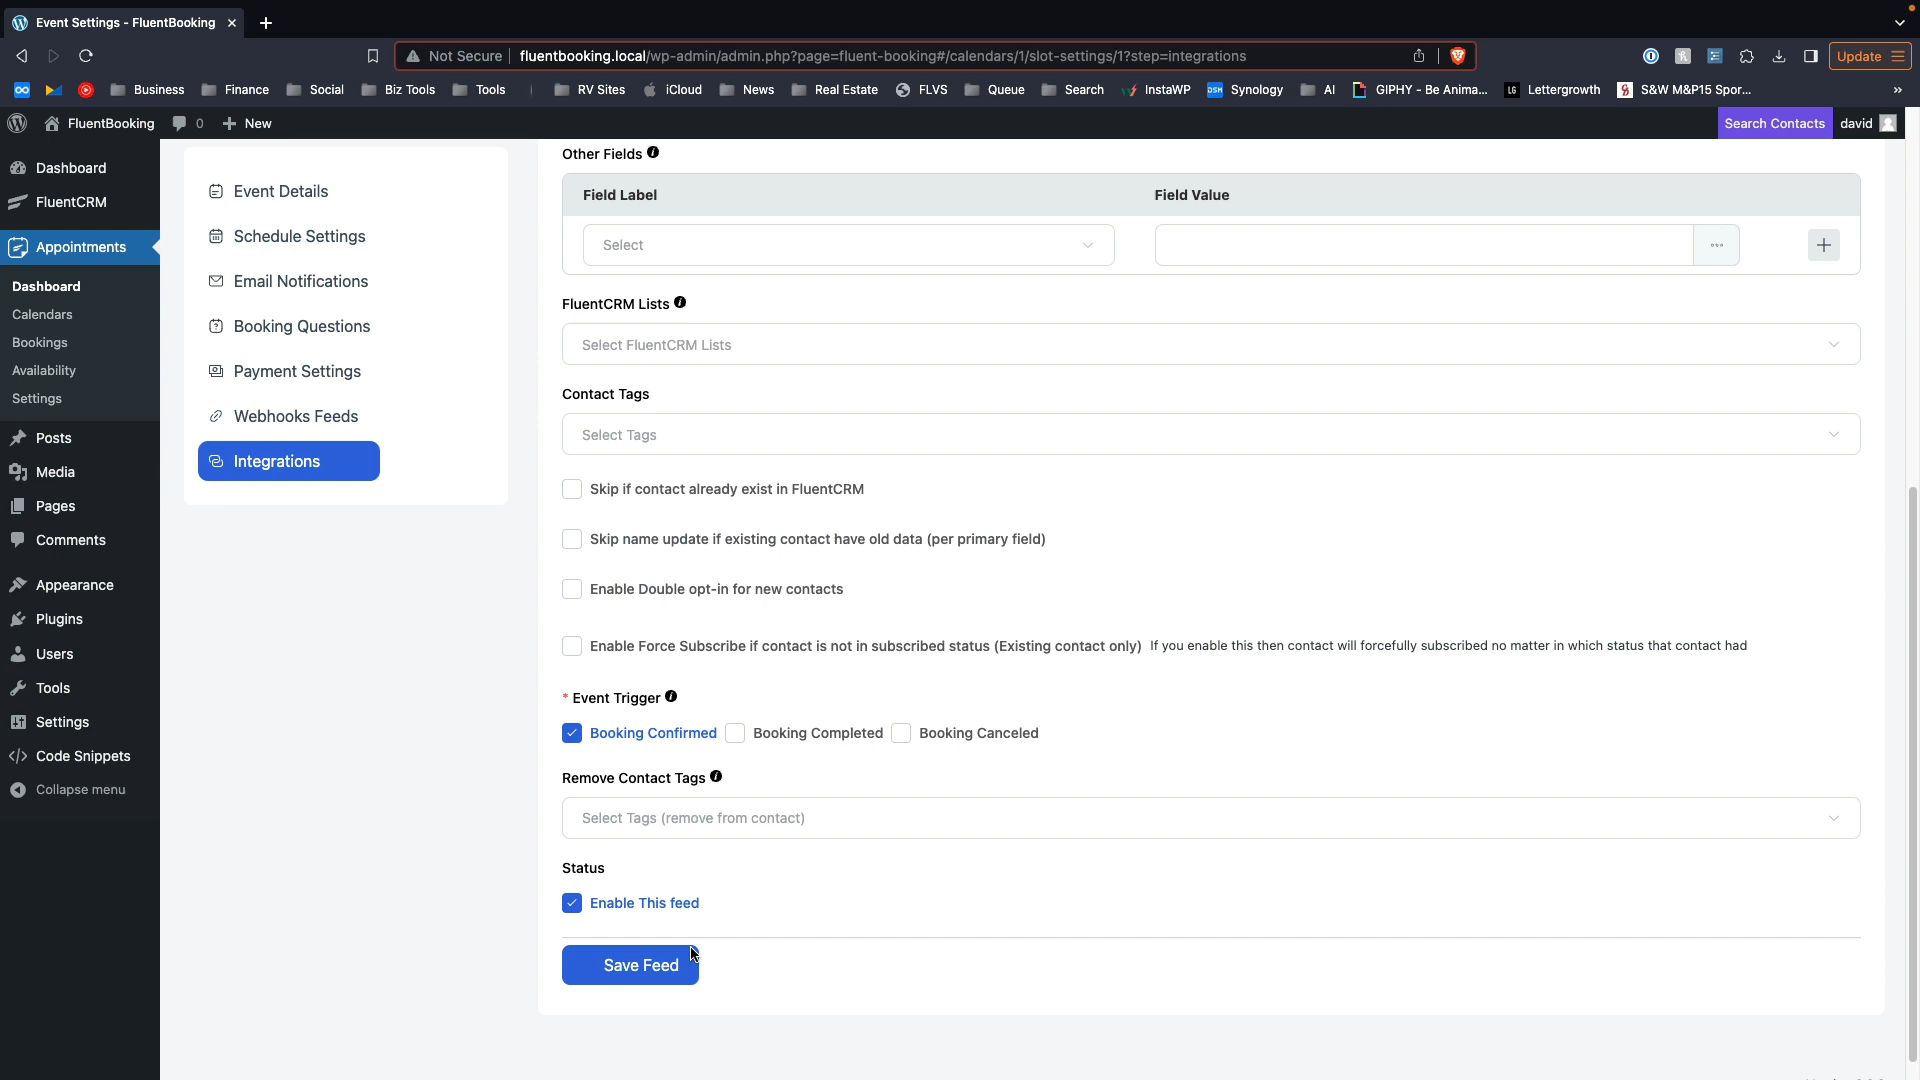 Event Settings - FluentBooking
Not Secure fluentbooking.local/wp-admin/admin.php?page=fluent-booking#/calendars/1/slot-settings/1?step=integrations
Update
Business Finance Social Biz Tools Tools RV Sites iCloud News Real Estate FLVS Queue Search InstaWP Synology AI GIPHY - Be Anima... Lettergrowth S&W M&P15 Spor... »
FluentBooking 0 + New Search Contacts david
Dashboard
FluentCRM
Appointments
Dashboard
Calendars
Bookings
Availability
Settings
Posts
Media
Pages
Comments
Appearance
Plugins
Users
Tools
Settings
Code Snippets
Collapse menu
Event Details
Schedule Settings
Email Notifications
Booking Questions
Payment Settings
Webhooks Feeds
Integrations
Other Fields
Field Label Field Value
Select
FluentCRM Lists
Select FluentCRM Lists
Contact Tags
Select Tags
Skip if contact already exist in FluentCRM
Skip name update if existing contact have old data (per primary field)
Enable Double opt-in for new contacts
Enable Force Subscribe if contact is not in subscribed status (Existing contact only) If you enable this then contact will forcefully subscribed no matter in which status that contact had
* Event Trigger
Booking Confirmed Booking Completed Booking Canceled
Remove Contact Tags
Select Tags (remove from contact)
Status
Enable This feed
Save Feed